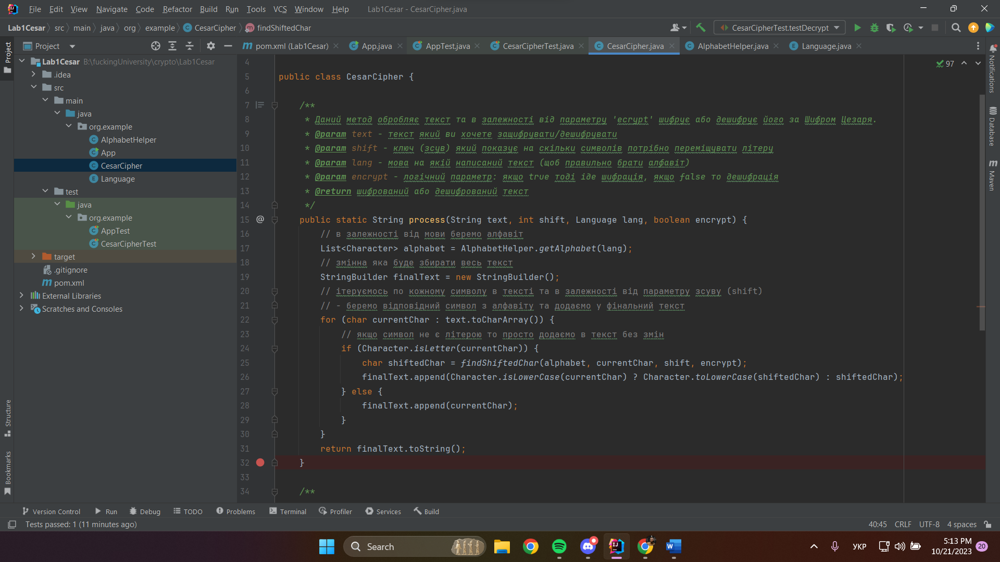 File Edit View Navigate Code Refactor Build Run Tools VCS Window Help Lab1Cesar - CesarCipher.java
Lab1Cesar src main java org example CesarCipher findShiftedChar CesarCipherTest.testDecrypt
Project pom.xml (Lab1Cesar) App.java AppTest.java CesarCipherTest.java CesarCipher.java AlphabetHelper.java Language.java
Project
Structure
Bookmarks
Lab1Cesar B:\fuckingUniversity\crypto\Lab1Cesar
.idea
src
main
java
org.example
AlphabetHelper
App
CesarCipher
Language
test
java
org.example
AppTest
CesarCipherTest
target
.gitignore
pom.xml
External Libraries
Scratches and Consoles
97
4
5 public class CesarCipher {
6
7 /**
8 * Даний метод обробляє текст та в залежності від параметру 'ecrypt' шифрує або дешифрує його за Шифром Цезаря.
9 * @param text - текст який ви хочете защифрувати/дешифрувати
10 * @param shift - ключ (зсув) який показує на скільки символів потрібно переміщувати літеру
11 * @param lang - мова на якій написаний текст (щоб правильно брати алфавіт)
12 * @param encrypt - логічний параметр: якщо true тоді іде шифрація, якщо false то дешифрація
13 * @return шифрований або дешифрований текст
14 */
15 @ public static String process(String text, int shift, Language lang, boolean encrypt) {
16 // в залежності від мови беремо алфавіт
17 List<Character> alphabet = AlphabetHelper.getAlphabet(lang);
18 // змінна яка буде збирати весь текст
19 StringBuilder finalText = new StringBuilder();
20 // ітеруємось по кожному символу в тексті та в залежності від параметру зсуву (shift)
21 // - беремо відповідний символ з алфавіту та додаємо у фінальний текст
22 for (char currentChar : text.toCharArray()) {
23 // якщо символ не є літерою то просто додаємо в текст без змін
24 if (Character.isLetter(currentChar)) {
25 char shiftedChar = findShiftedChar(alphabet, currentChar, shift, encrypt);
26 finalText.append(Character.isLowerCase(currentChar) ? Character.toLowerCase(shiftedChar) : shiftedChar);
27 } else {
28 finalText.append(currentChar);
29 }
30 }
31 return finalText.toString();
32 }
33
34 /**
Notifications
Database
Maven
Version Control Run Debug TODO Problems Terminal Profiler Services Build
Tests passed: 1 (11 minutes ago) 40:45 CRLF UTF-8 4 spaces
Search УКР 5:13 PM
10/21/2023 20